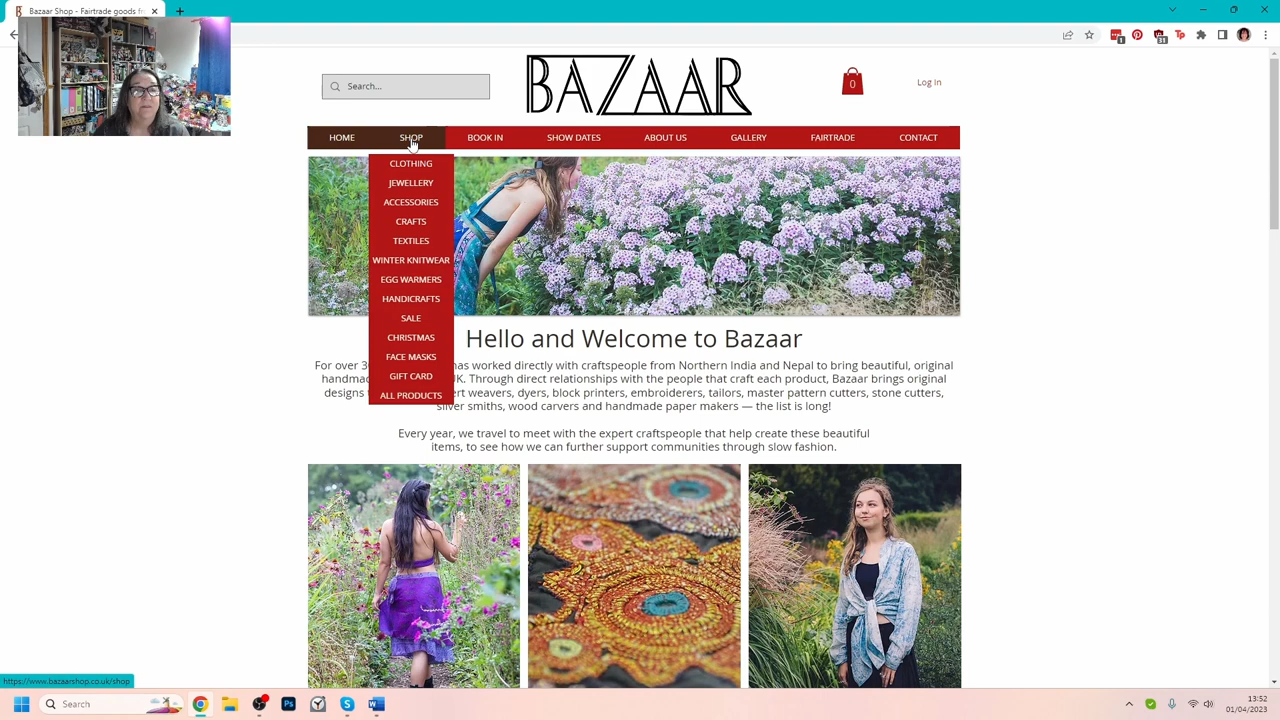 Bazaar Shop - Fairtrade goods fr
1
31
Search...
BAZAAR
0
Log In
HOME
SHOP
BOOK IN
SHOW DATES
ABOUT US
GALLERY
FAIRTRADE
CONTACT
CLOTHING
JEWELLERY
ACCESSORIES
CRAFTS
TEXTILES
WINTER KNITWEAR
EGG WARMERS
HANDICRAFTS
SALE
CHRISTMAS
FACE MASKS
GIFT CARD
ALL PRODUCTS
Hello and Welcome to Bazaar
For over 3 has worked directly with craftspeople from Northern India and Nepal to bring beautiful, original
handma K. Through direct relationships with the people that craft each product, Bazaar brings original
designs ert weavers, dyers, block printers, embroiderers, tailors, master pattern cutters, stone cutters,
silver smiths, wood carvers and handmade paper makers — the list is long!
Every year, we travel to meet with the expert craftspeople that help create these beautiful
items, to see how we can further support communities through slow fashion.
https://www.bazaarshop.co.uk/shop
Search
13:52
01/04/2023